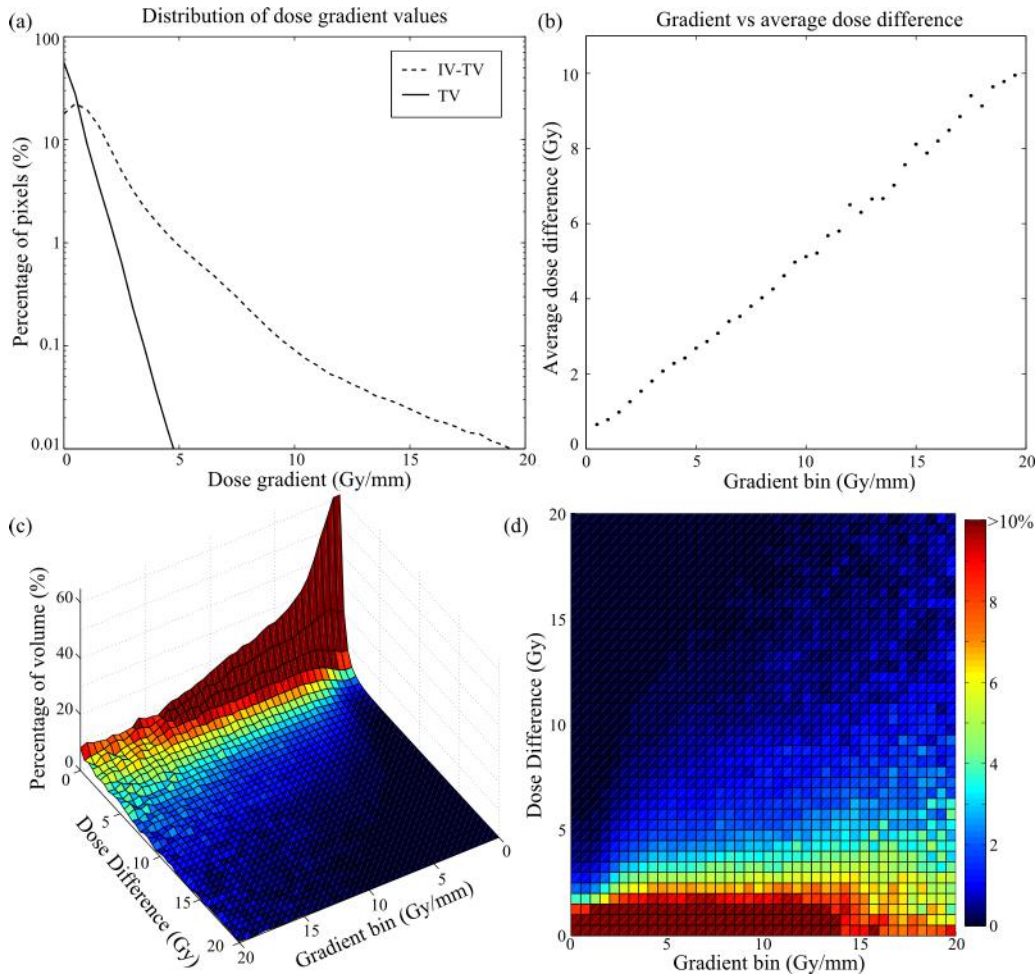 (a)
Distribution of dose gradient values
100
10
1
0.1
0.01
Percentage of pixels (%)
IV-TV
TV
0 5 10 15 20
Dose gradient (Gy/mm)
(b)
Gradient vs average dose difference
10
8
6
4
2
0
Average dose difference (Gy)
0 5 10 15 20
Gradient bin (Gy/mm)
(c)
60
40
20
0
Percentage of volume (%)
0
5
10
15
20
Dose Difference (Gy)
20
15
10
5
0
Gradient bin (Gy/mm)
(d)
20
15
10
5
0
Dose Difference (Gy)
0 5 10 15 20
Gradient bin (Gy/mm)
>10%
8
6
4
2
0